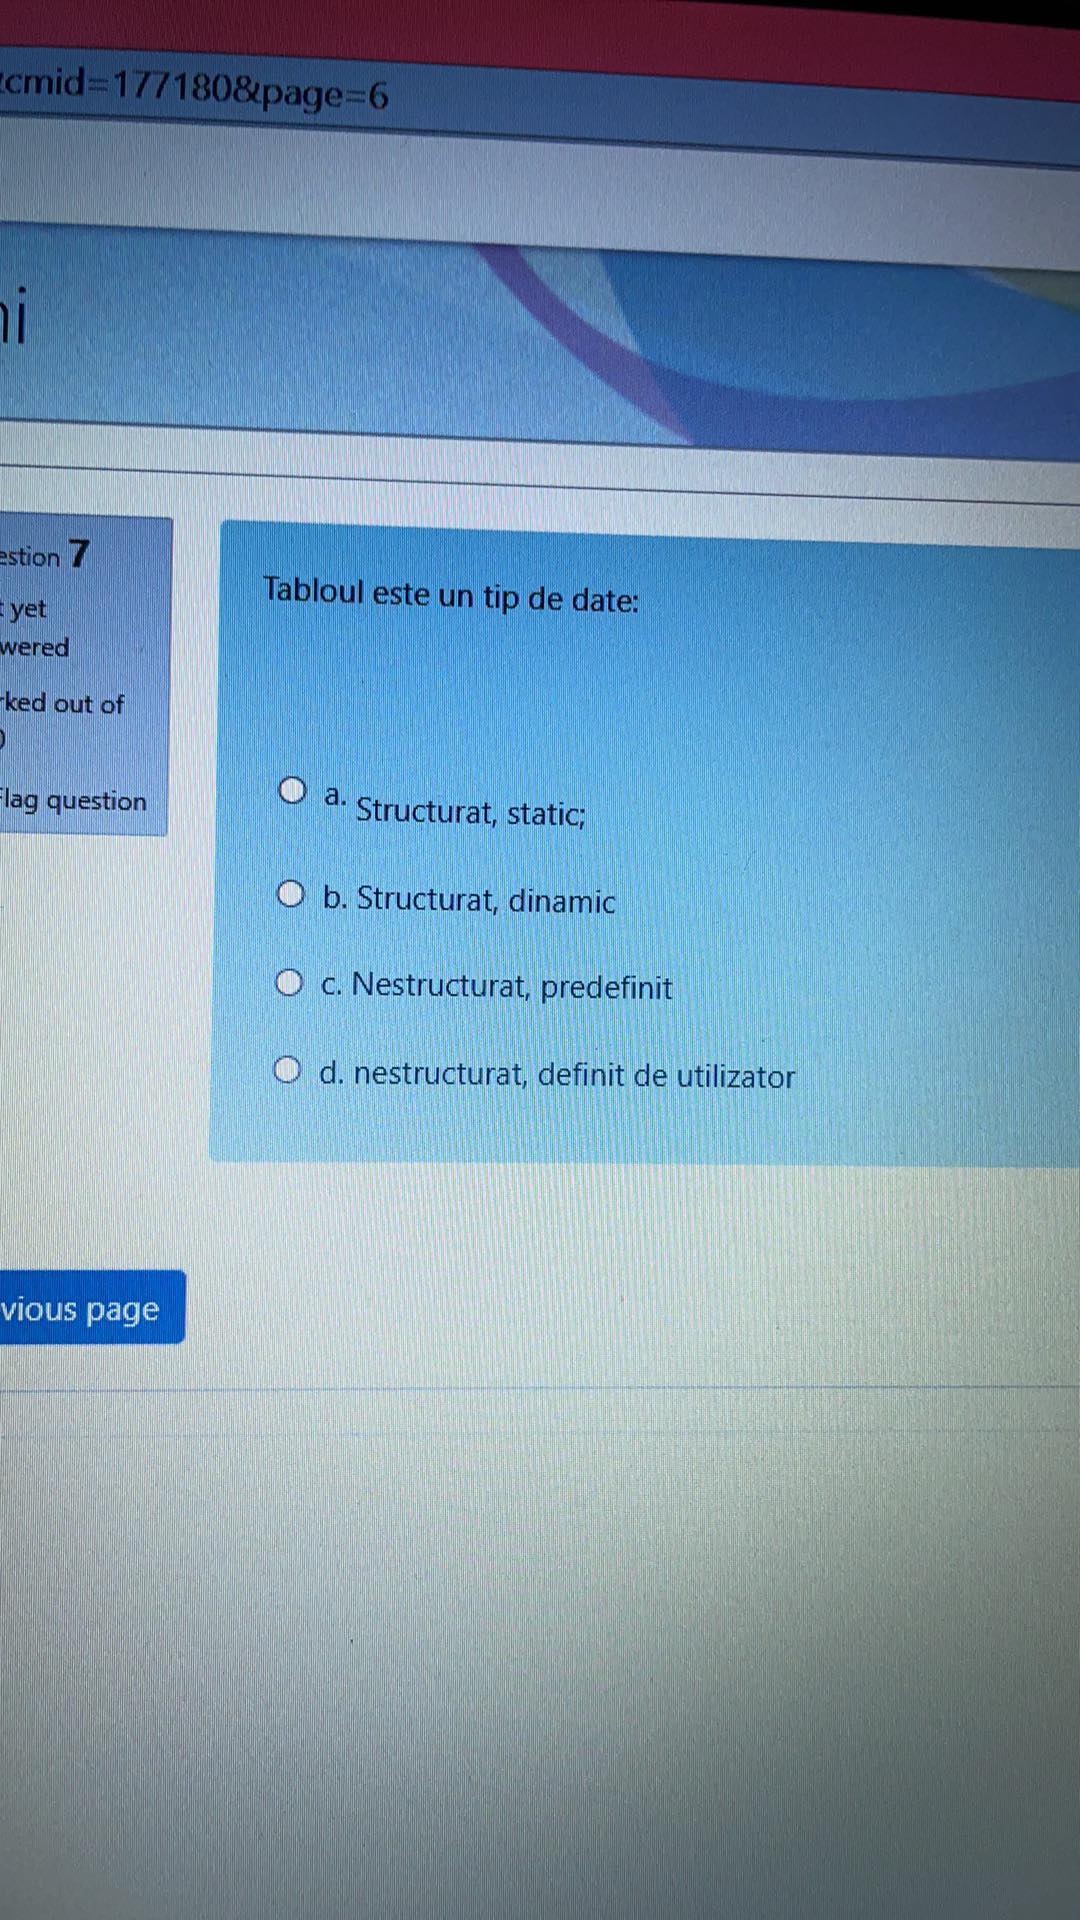 cmid=177180&page=6
ni
estion 7
t yet
wered
rked out of
0
Flag question
Tabloul este un tip de date:
a. Structurat, static;
b. Structurat, dinamic
c. Nestructurat, predefinit
d. nestructurat, definit de utilizator
vious page